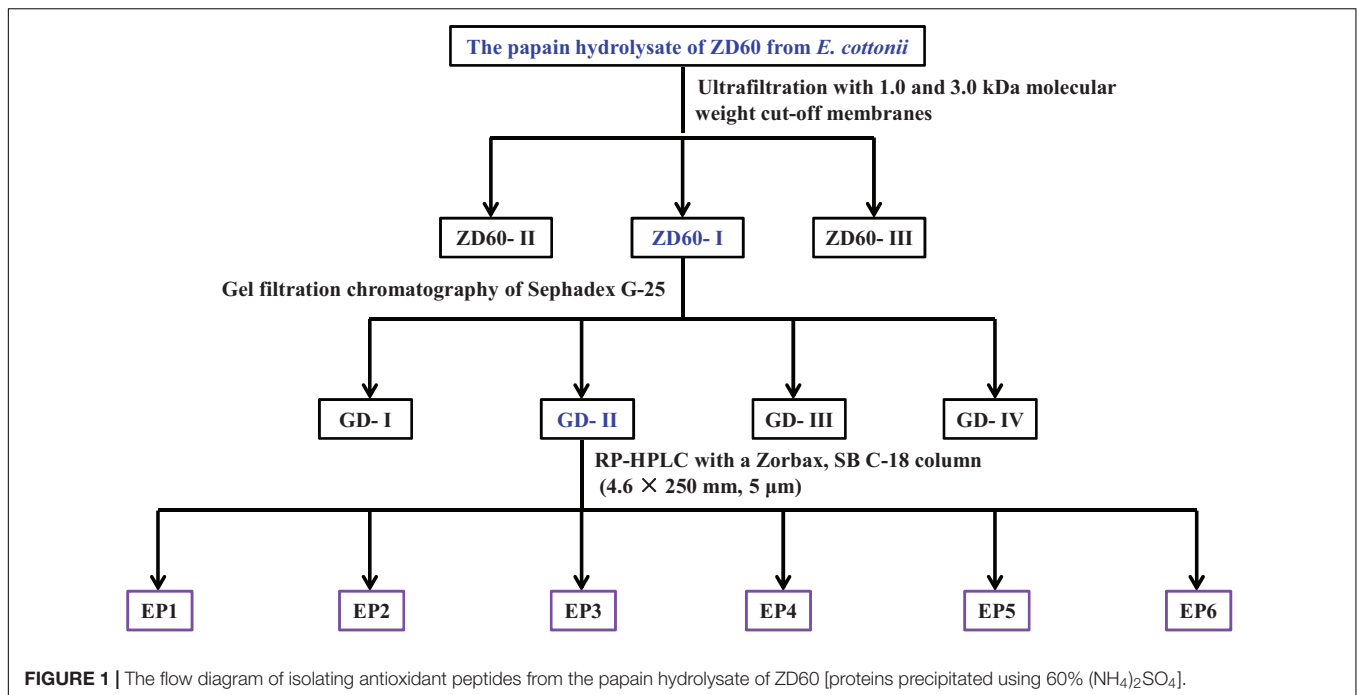 The papain hydrolysate of ZD60 from E. cottonii
Ultrafiltration with 1.0 and 3.0 kDa molecular
weight cut-off membranes
ZD60- II
ZD60- I
ZD60- III
Gel filtration chromatography of Sephadex G-25
GD- I
GD- II
GD- III
GD- IV
RP-HPLC with a Zorbax, SB C-18 column
(4.6 × 250 mm, 5 μm)
EP1
EP2
EP3
EP4
EP5
EP6
FIGURE 1 | The flow diagram of isolating antioxidant peptides from the papain hydrolysate of ZD60 [proteins precipitated using 60% (NH₄)₂SO₄].